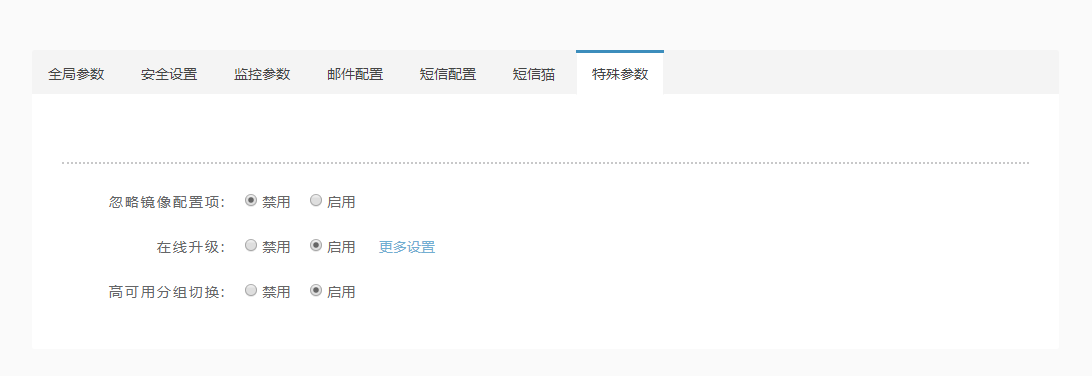 全局参数 安全设置 监控参数 邮件配置 短信配置 短信猫 特殊参数
忽略镜像配置项: 禁用 启用
在线升级: 禁用 启用 更多设置
高可用分组切换: 禁用 启用